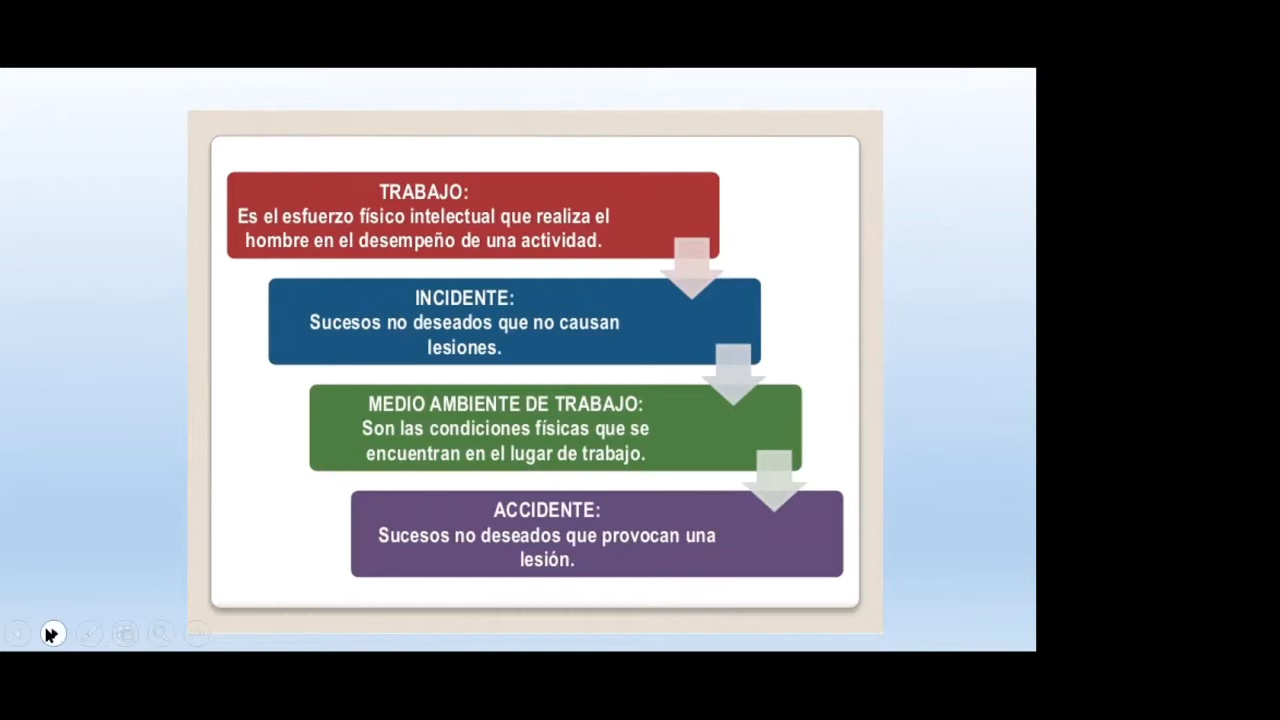 TRABAJO:
Es el esfuerzo físico intelectual que realiza el
hombre en el desempeño de una actividad.
INCIDENTE:
Sucesos no deseados que no causan
lesiones.
MEDIO AMBIENTE DE TRABAJO:
Son las condiciones físicas que se
encuentran en el lugar de trabajo.
ACCIDENTE:
Sucesos no deseados que provocan una
lesión.